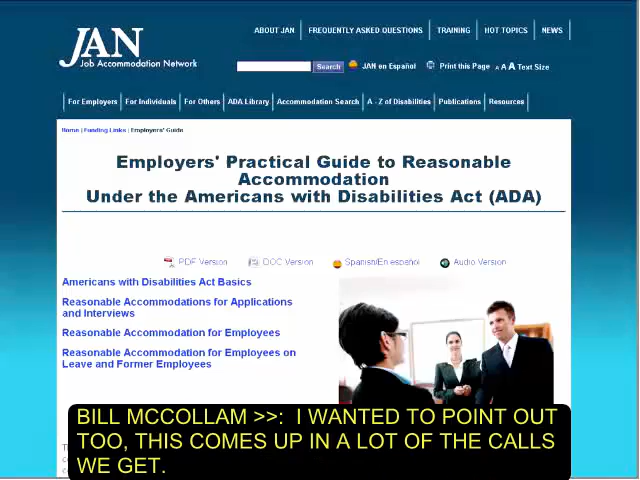 JAN
Job Accommodation Network
ABOUT JAN FREQUENTLY ASKED QUESTIONS TRAINING HOT TOPICS NEWS
Search JAN en Español Print this Page A A A Text Size
For Employers For Individuals For Others ADA Library Accommodation Search A - Z of Disabilities Publications Resources
Home | Funding Links | Employers' Guide
Employers' Practical Guide to Reasonable
Accommodation
Under the Americans with Disabilities Act (ADA)
PDF Version DOC Version Spanish/En español Audio Version
Americans with Disabilities Act Basics
Reasonable Accommodations for Applications
and Interviews
Reasonable Accommodation for Employees
Reasonable Accommodation for Employees on
Leave and Former Employees
BILL MCCOLLAM >>: I WANTED TO POINT OUT
TOO, THIS COMES UP IN A LOT OF THE CALLS
WE GET.